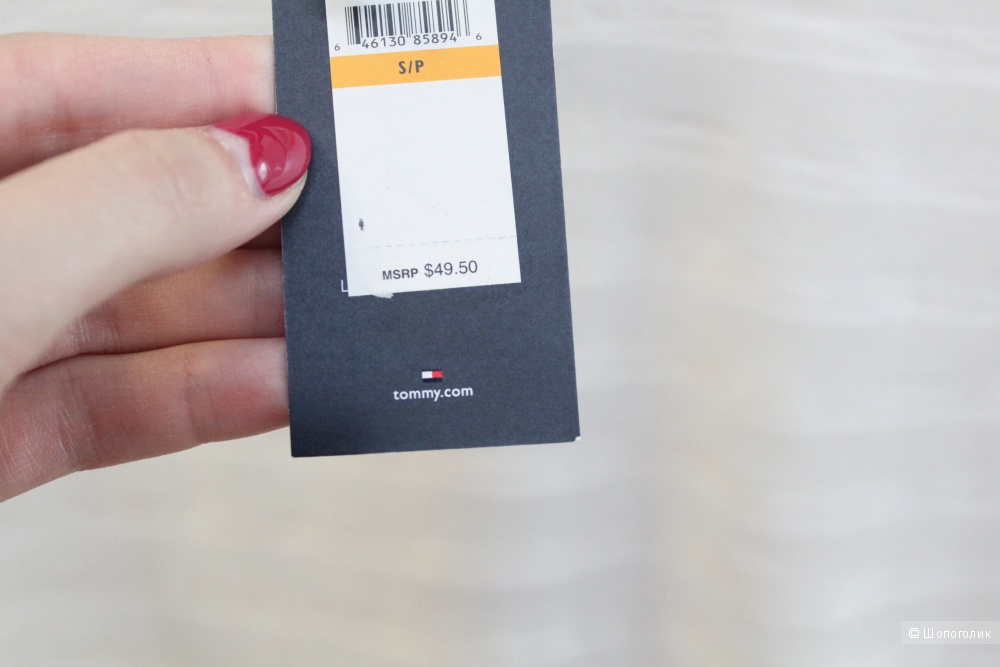 6 46130 85894 6
S/P
MSRP $49.50
L
tommy.com
© Шопоголик